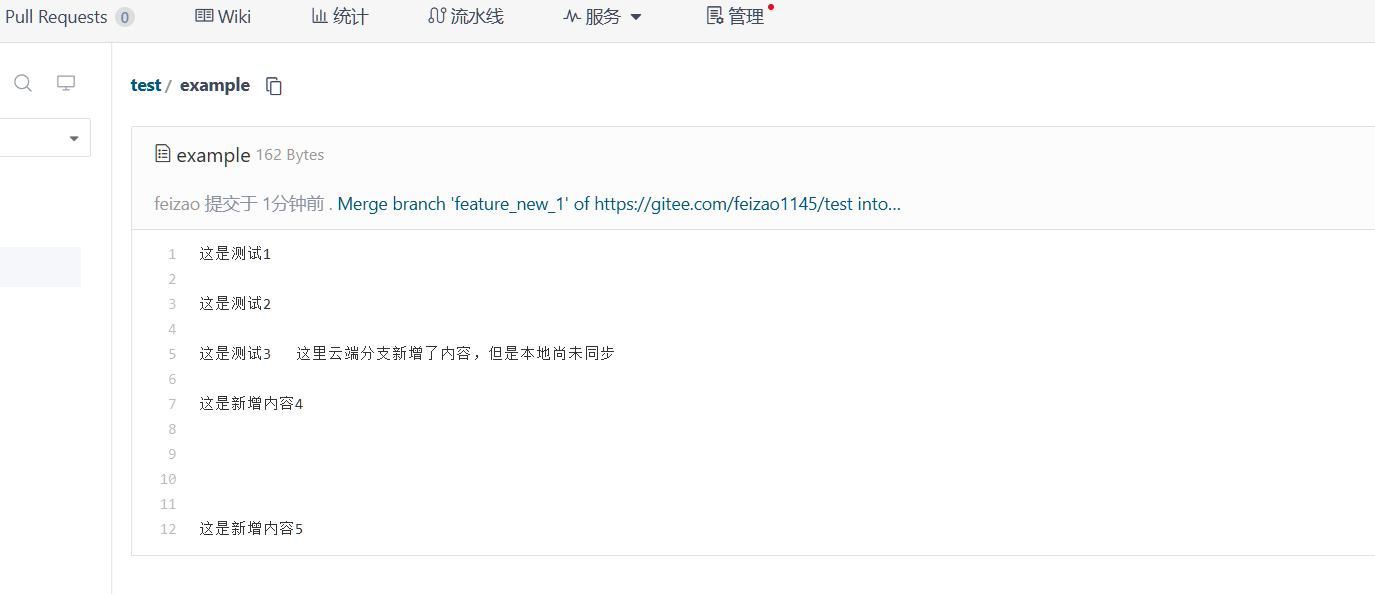 Pull Requests 0 Wiki 统计 流水线 服务 管理
test / example
example 162 Bytes
feizao 提交于 1分钟前 . Merge branch 'feature_new_1' of https://gitee.com/feizao1145/test into...
1 这是测试1
2
3 这是测试2
4
5 这是测试3 这里云端分支新增了内容，但是本地尚未同步
6
7 这是新增内容4
8
9
10
11
12 这是新增内容5